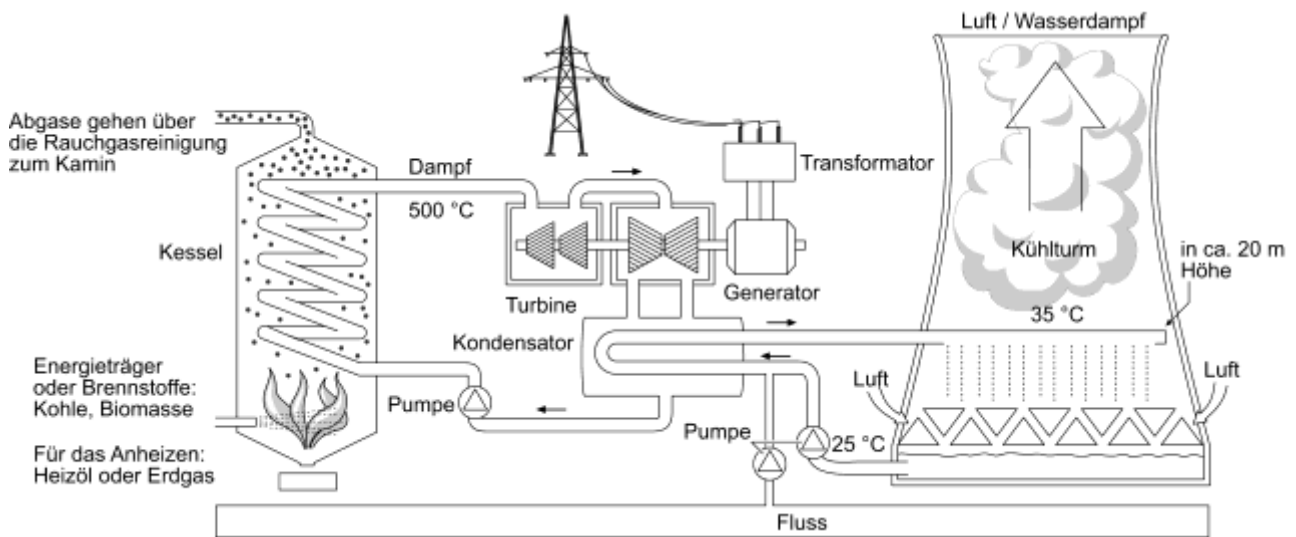 Luft / Wasserdampf
Abgase gehen über
die Rauchgasreinigung
zum Kamin
Dampf
500 °C
Transformator
Kessel
Kühlturm
in ca. 20 m
Höhe
Turbine
Generator
35 °C
Kondensator
Energieträger
oder Brennstoffe:
Kohle, Biomasse
Pumpe
Luft
Luft
Pumpe
25 °C
Für das Anheizen:
Heizöl oder Erdgas
Fluss